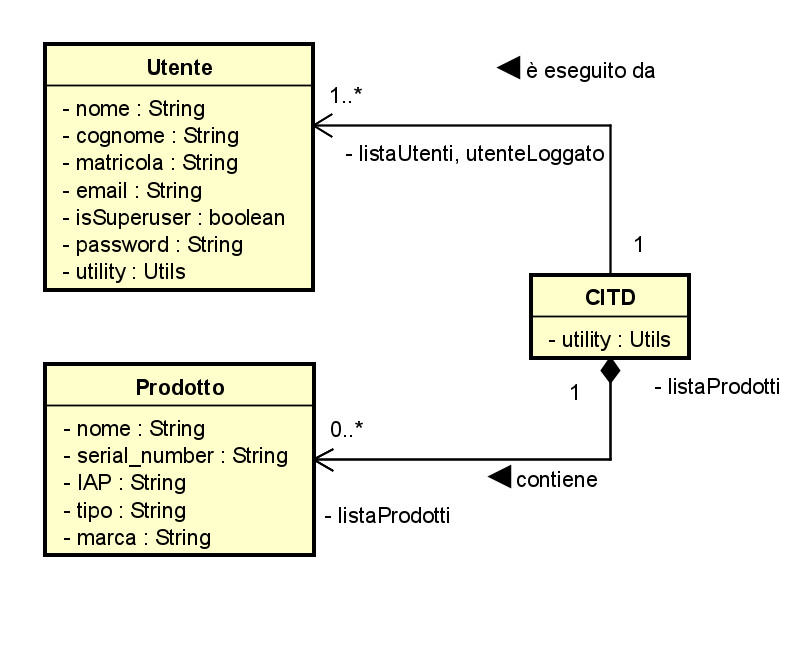 Utente
- nome : String
- cognome : String
- matricola : String
- email : String
- isSuperuser : boolean
- password : String
- utility : Utils
è eseguito da
1..*
- listaUtenti, utenteLoggato
1
CITD
- utility : Utils
1
- listaProdotti
Prodotto
- nome : String
- serial_number : String
- IAP : String
- tipo : String
- marca : String
0..*
contiene
- listaProdotti